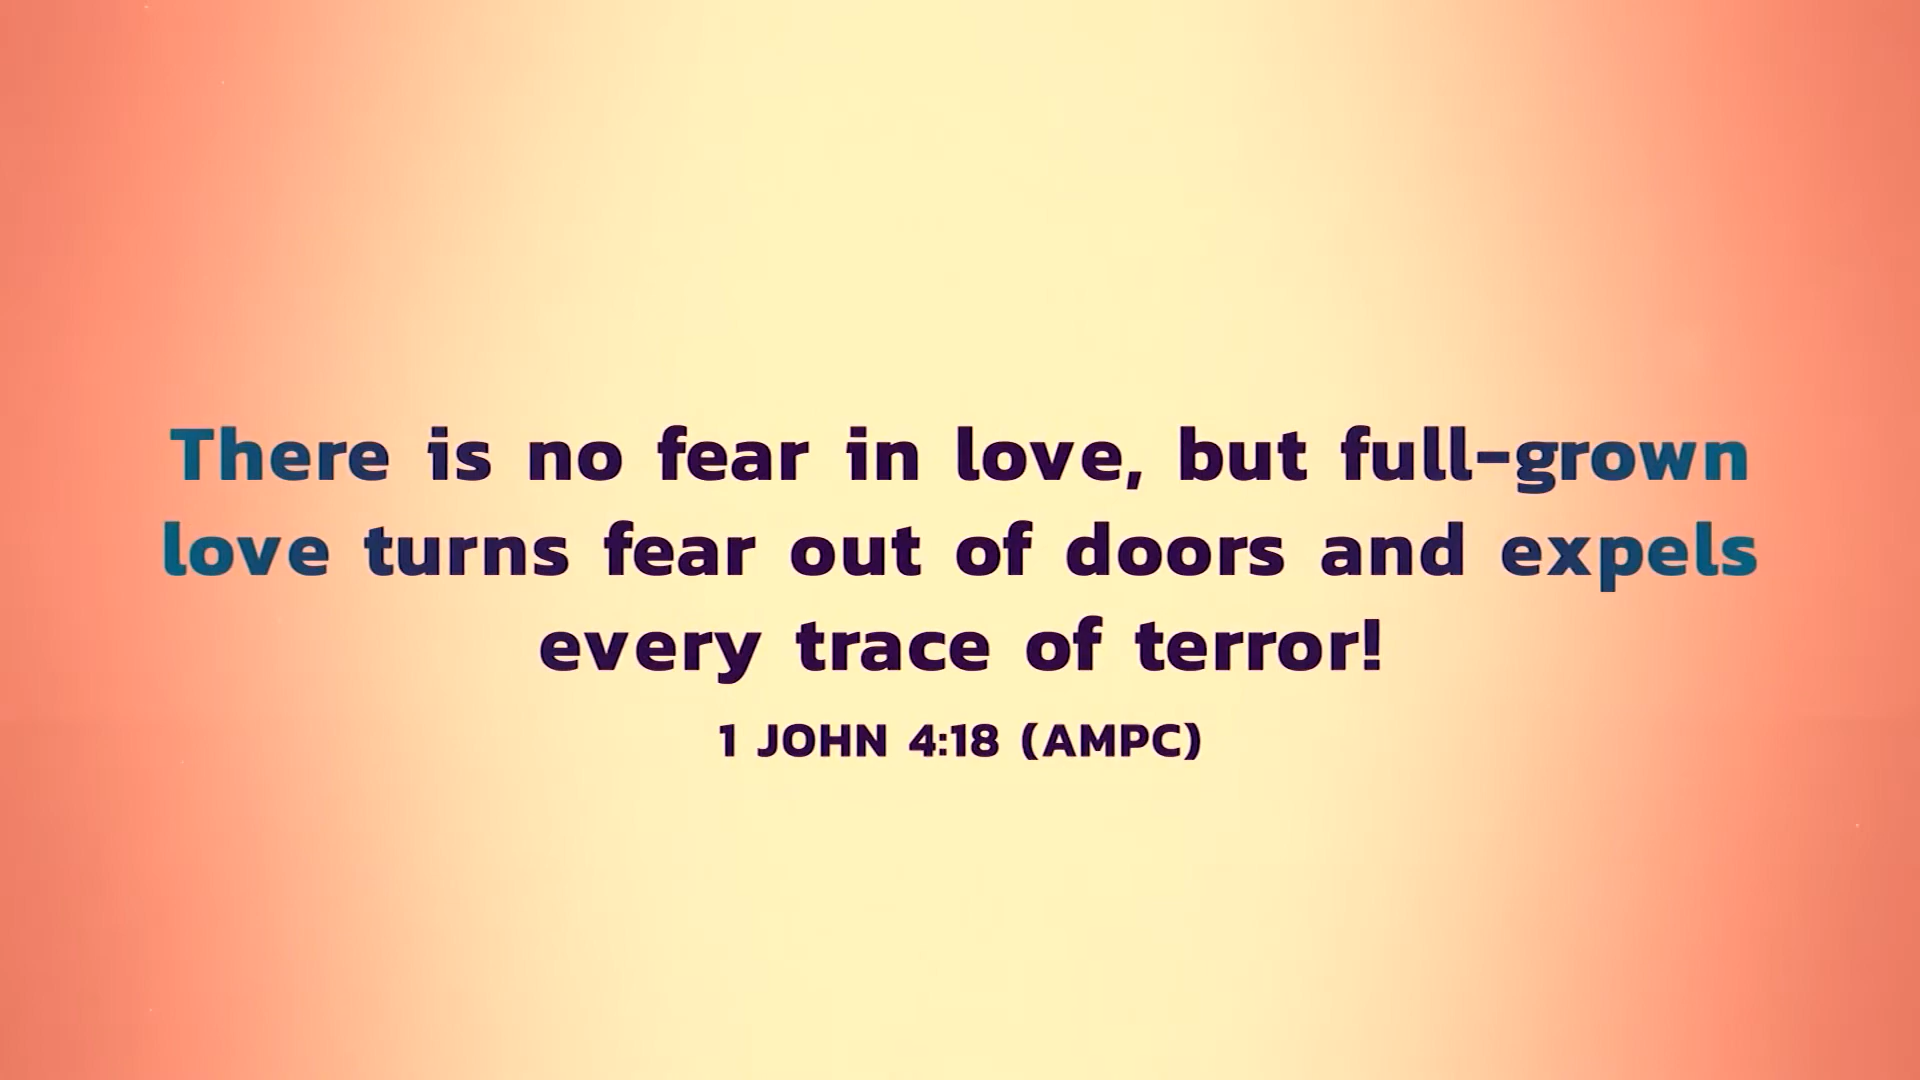 There is no fear in love, but full-grown
love turns fear out of doors and expels
every trace of terror!
1 JOHN 4:18 (AMPC)